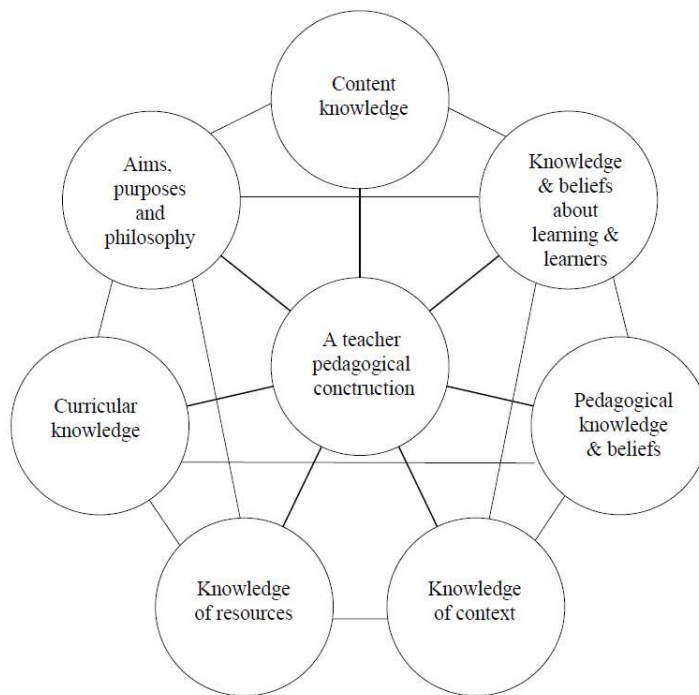 Content
knowledge
Aims,
purposes
and
philosophy
Knowledge
& beliefs
about
learning &
learners
A teacher
pedagogical
conctruction
Curricular
knowledge
Pedagogical
knowledge
& beliefs
Knowledge
of resources
Knowledge
of context